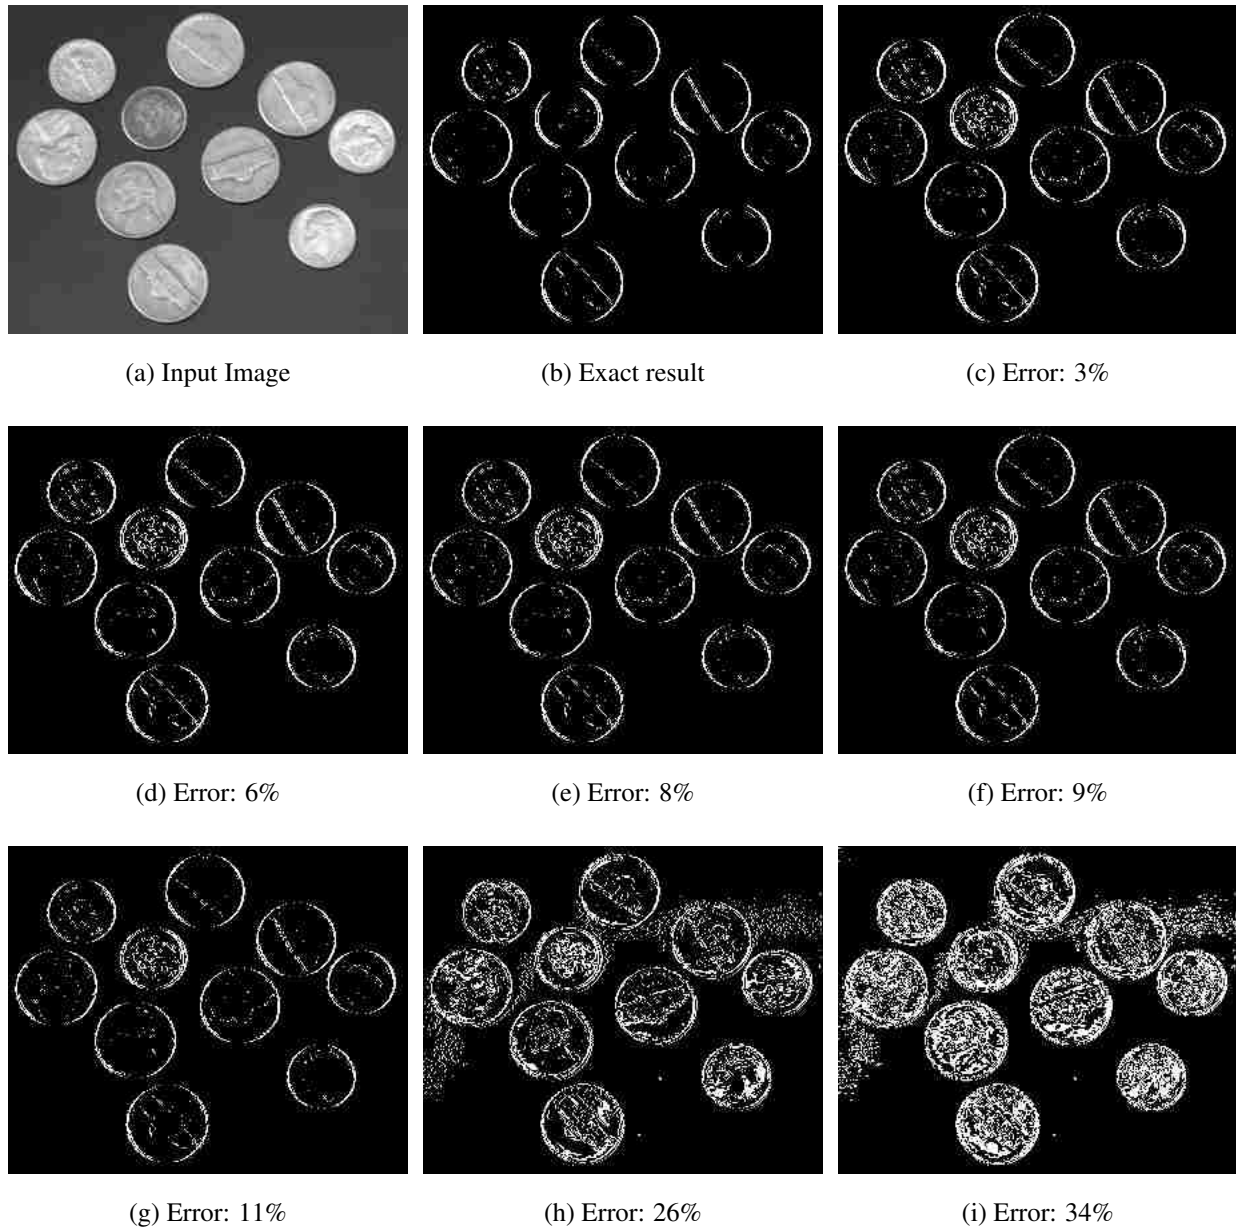 (a) Input Image
(b) Exact result
(c) Error: 3%
(d) Error: 6%
(e) Error: 8%
(f) Error: 9%
(g) Error: 11%
(h) Error: 26%
(i) Error: 34%